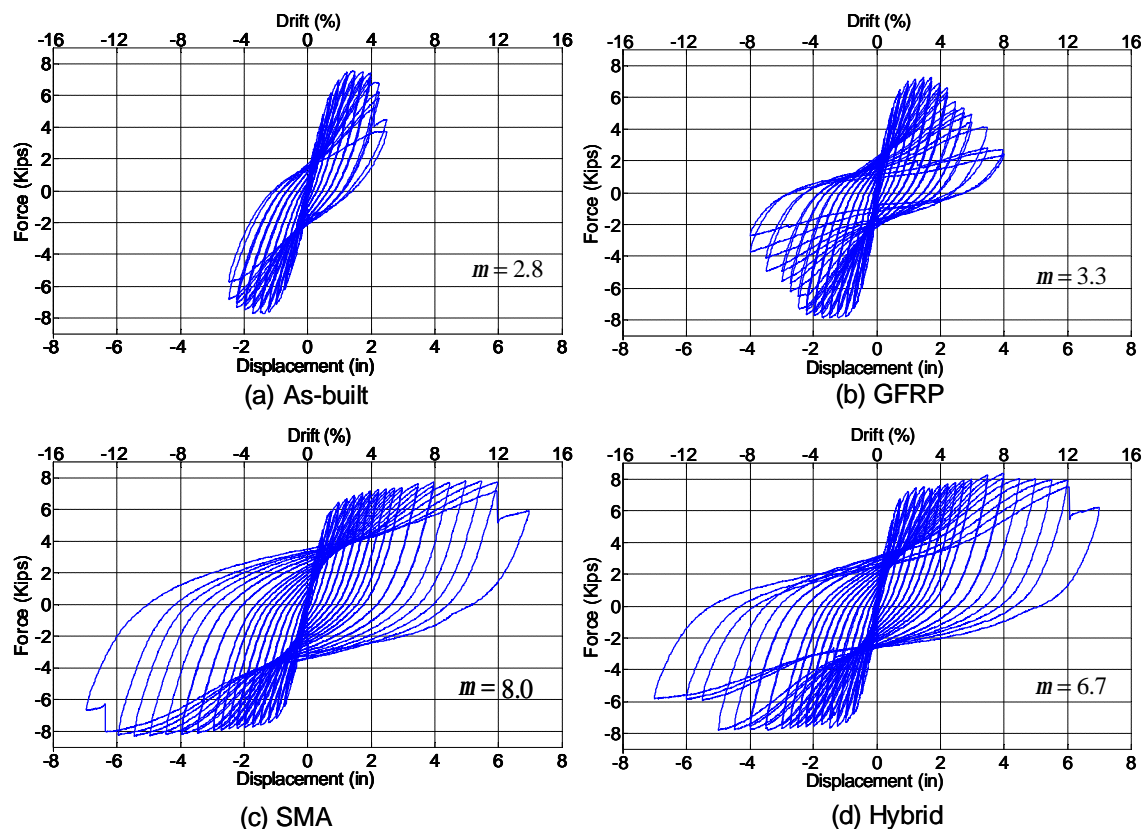 Drift (%)
-16 -12 -8 -4 0 4 8 12 16
8
6
4
2
0
-2
-4
-6
-8
Force (Kips)
m = 2.8
-8 -6 -4 -2 0 2 4 6 8
Displacement (in)
(a) As-built
Drift (%)
-16 -12 -8 -4 0 4 8 12 16
8
6
4
2
0
-2
-4
-6
-8
Force (Kips)
m = 3.3
-8 -6 -4 -2 0 2 4 6 8
Displacement (in)
(b) GFRP
Drift (%)
-16 -12 -8 -4 0 4 8 12 16
8
6
4
2
0
-2
-4
-6
-8
Force (Kips)
m = 8.0
-8 -6 -4 -2 0 2 4 6 8
Displacement (in)
(c) SMA
Drift (%)
-16 -12 -8 -4 0 4 8 12 16
8
6
4
2
0
-2
-4
-6
-8
Force (Kips)
m = 6.7
-8 -6 -4 -2 0 2 4 6 8
Displacement (in)
(d) Hybrid